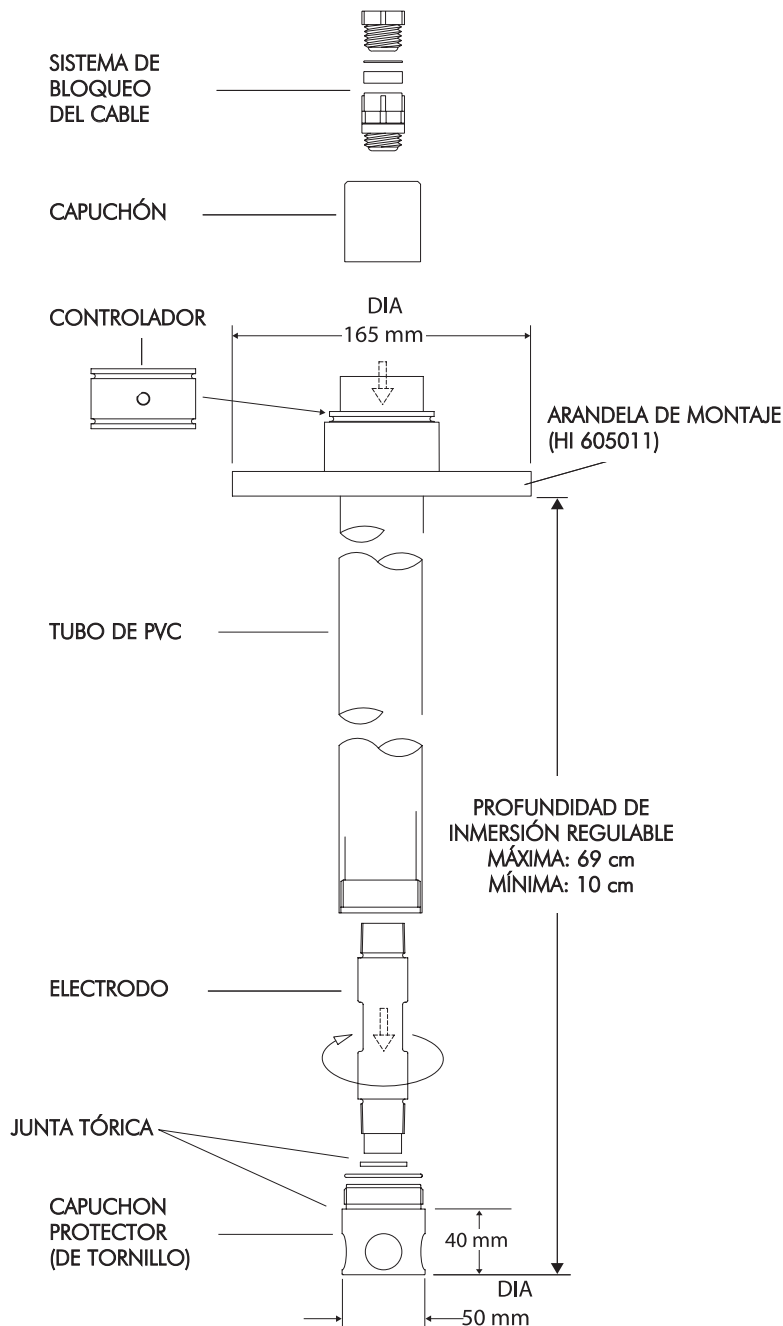 SISTEMA DE
BLOQUEO
DEL CABLE
CAPUCHÓN
DIA
165 mm
CONTROLADOR
ARANDELA DE MONTAJE
(HI 605011)
TUBO DE PVC
PROFUNDIDAD DE
INMERSIÓN REGULABLE
MÁXIMA: 69 cm
MÍNIMA: 10 cm
ELECTRODO
JUNTA TÓRICA
CAPUCHON
PROTECTOR
(DE TORNILLO)
40 mm
DIA
50 mm